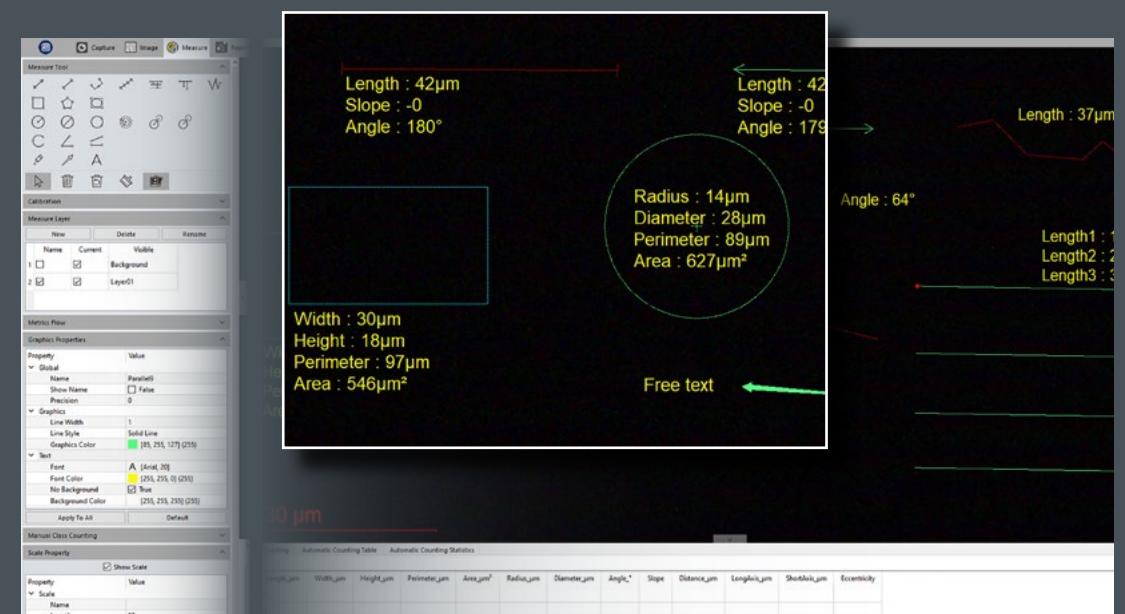 Capture
Image
Measure
Measure Tool
Calibration
Measure Layer
New
Delete
Rename
Name
Current
Visible
1
Background
2
Layer01
Metrics Flow
Graphics Properties
Property
Value
Global
Name
Parallel1
Show Name
False
Precision
0
Graphics
Line Width
1
Line Style
Solid Line
Graphics Color
[85, 255, 127] (255)
Text
Font
A [Arial, 20]
Font Color
[255, 255, 0] (255)
No Background
True
Background Color
[255, 255, 255] (255)
Apply To All
Default
Manual Class Counting
Scale Property
Show Scale
Property
Value
Scale
Name
Length : 42µm
Slope : -0
Angle : 180°
Length : 42
Slope : -0
Angle : 179
Radius : 14µm
Diameter : 28µm
Perimeter : 89µm
Area : 627µm²
Width : 30µm
Height : 18µm
Perimeter : 97µm
Area : 546µm²
Free text
Length : 37µm
Angle : 64°
Length1 : 1
Length2 : 2
Length3 : 3
30 µm
Automatic Counting Table
Automatic Counting Statistics
Width_µm
Height_µm
Perimeter_µm
Area_µm²
Radius_µm
Diameter_µm
Angle_°
Slope
Distance_µm
LongAxis_µm
ShortAxis_µm
Eccentricity